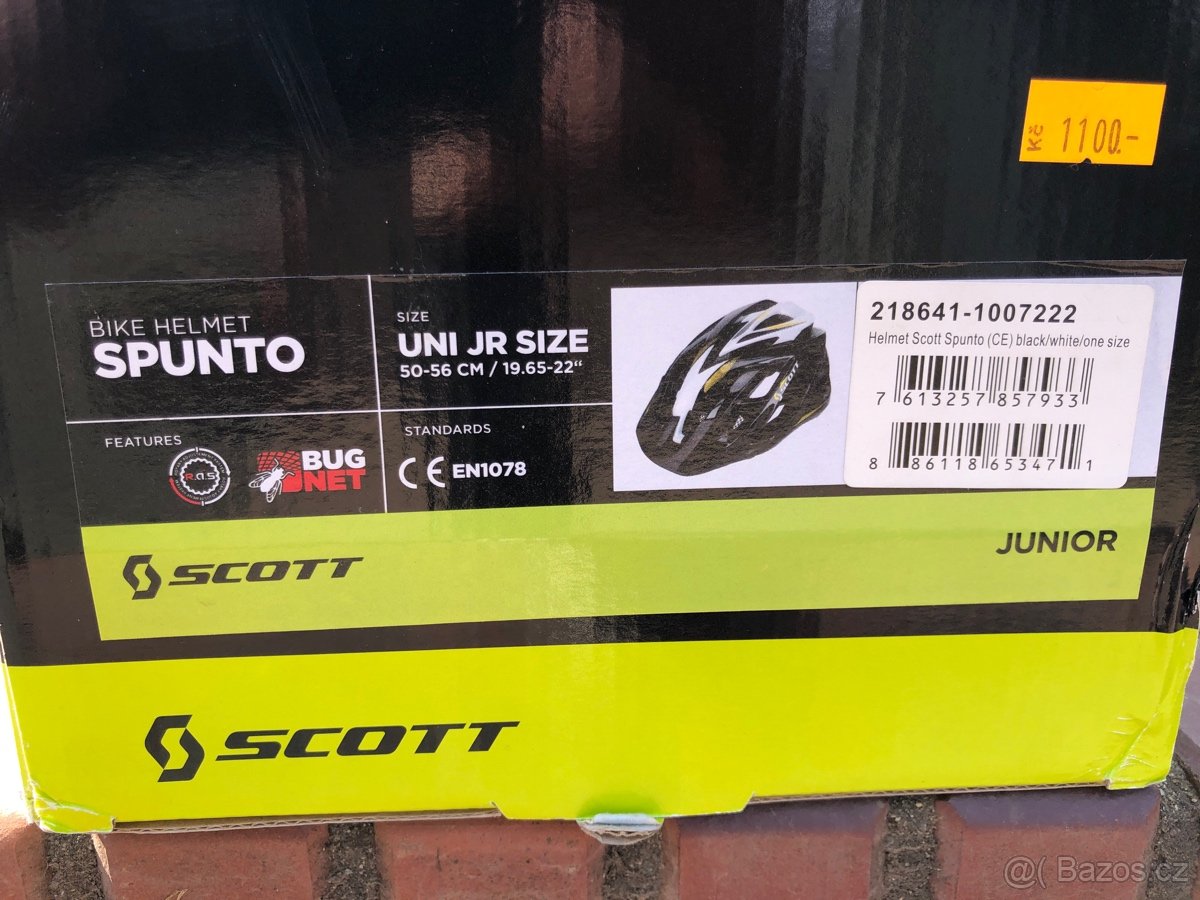 Kč 1100.-
BIKE HELMET
SPUNTO
SIZE
UNI JR SIZE
50-56 CM / 19.65-22“
FEATURES
R.A.S
BUG
NET
STANDARDS
CE EN1078
SCOTT
218641-1007222
Helmet Scott Spunto (CE) black/white/one size
7 613257 857933
8 86118 65347 1
SCOTT
JUNIOR
SCOTT
@( Bazos.cz